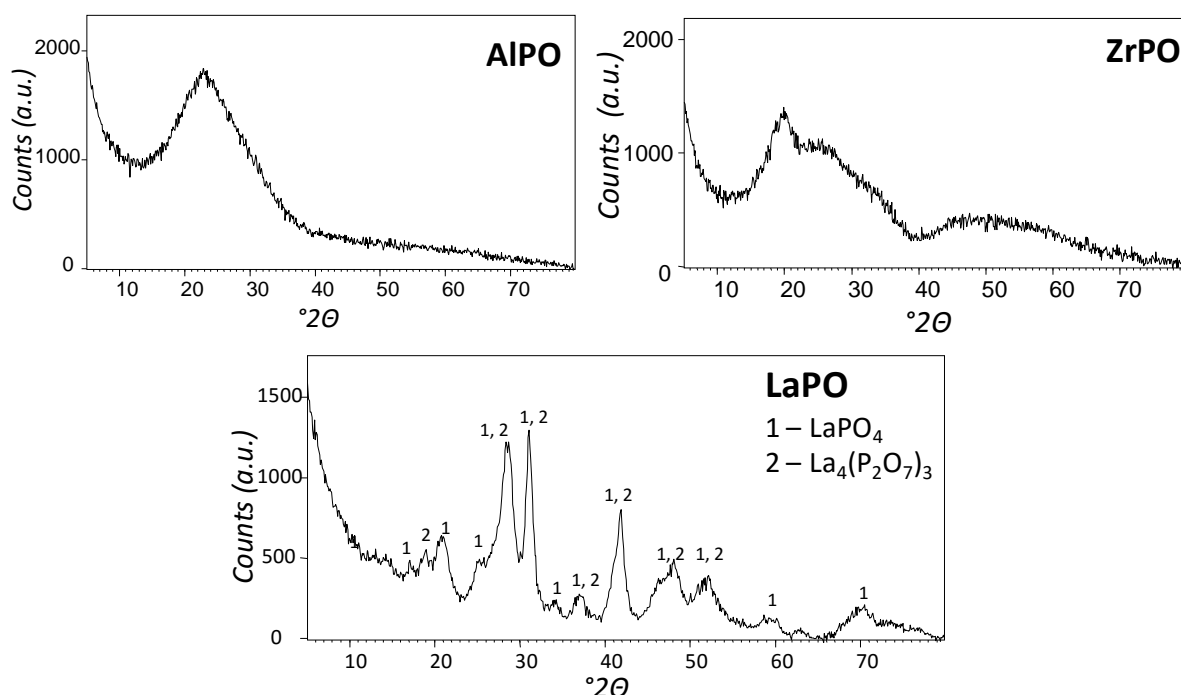 AlPO
Counts (a.u.)
2000
1000
0
10 20 30 40 50 60 70
°2Θ
ZrPO
Counts (a.u.)
2000
1000
0
10 20 30 40 50 60 70
°2Θ
LaPO
1 – LaPO₄
2 – La₄(P₂O₇)₃
Counts (a.u.)
1500
1000
500
0
1 2 1 1 1, 2 1, 2 1 1, 2 1, 2 1, 2 1, 2 1 1
10 20 30 40 50 60 70
°2Θ